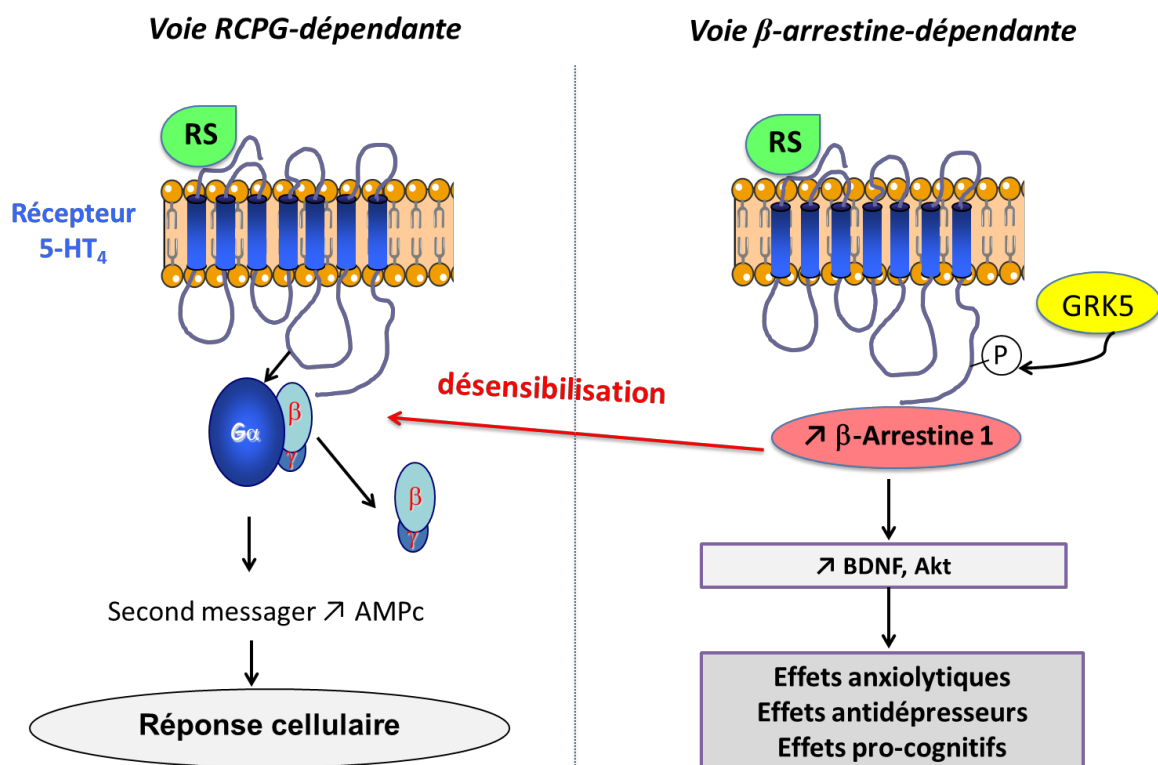 Voie RCPG-dépendante
RS
Récepteur
5-HT4
Gα
β
γ
β
γ
Second messager ↗ AMPc
Réponse cellulaire
désensibilisation
Voie β-arrestine-dépendante
RS
GRK5
P
↗ β-Arrestine 1
↗ BDNF, Akt
Effets anxiolytiques
Effets antidépresseurs
Effets pro-cognitifs